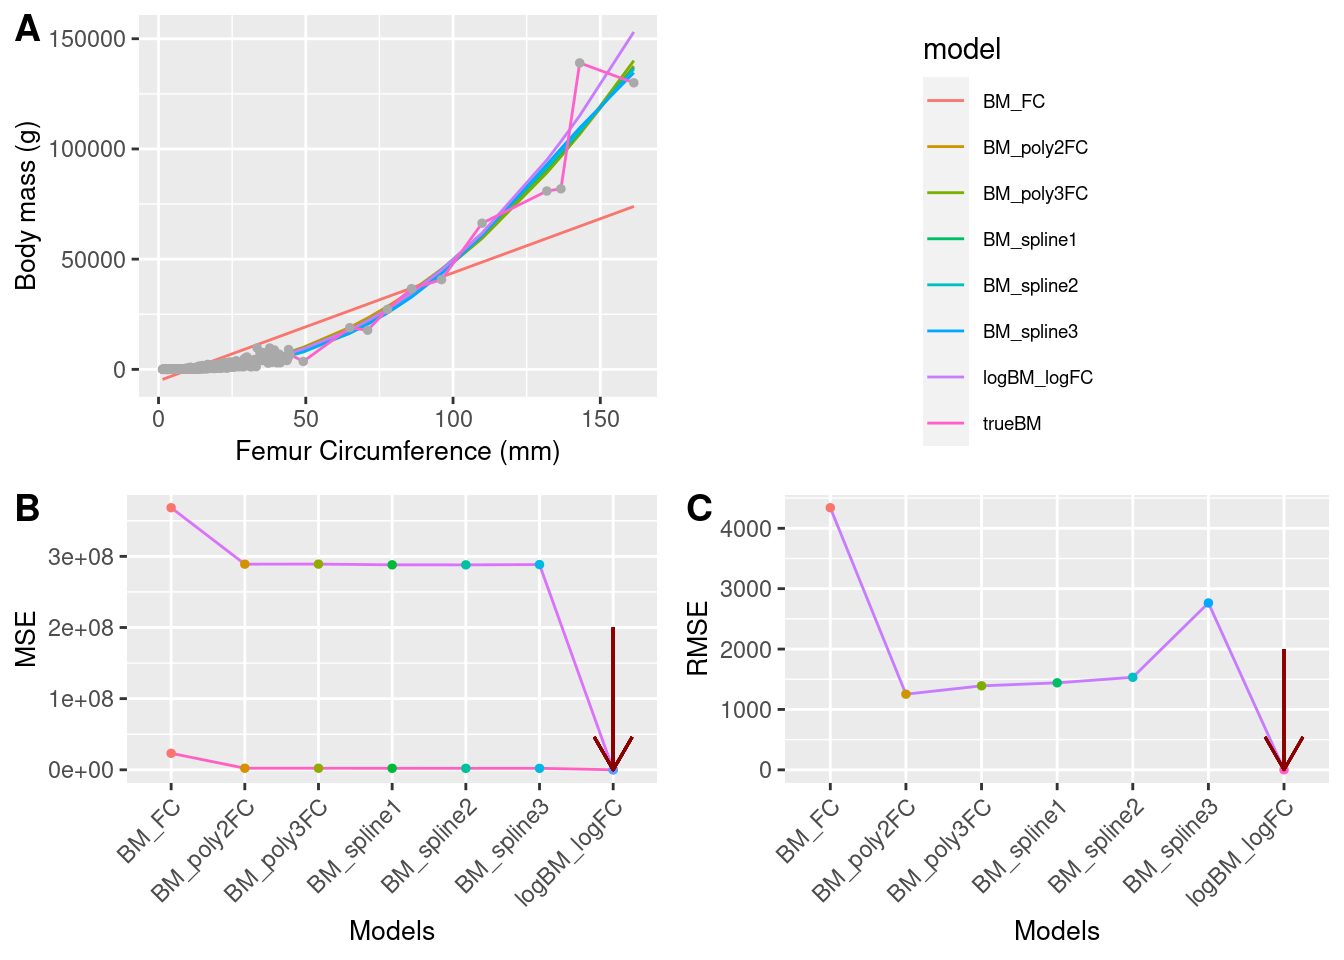 A
150000
100000
50000
0
Body mass (g)
0 50 100 150
Femur Circumference (mm)
model
BM_FC
BM_poly2FC
BM_poly3FC
BM_spline1
BM_spline2
BM_spline3
logBM_logFC
trueBM
B
3e+08
2e+08
1e+08
0e+00
MSE
BM_FC
BM_poly2FC
BM_poly3FC
BM_spline1
BM_spline2
BM_spline3
logBM_logFC
Models
C
4000
3000
2000
1000
0
RMSE
BM_FC
BM_poly2FC
BM_poly3FC
BM_spline1
BM_spline2
BM_spline3
logBM_logFC
Models